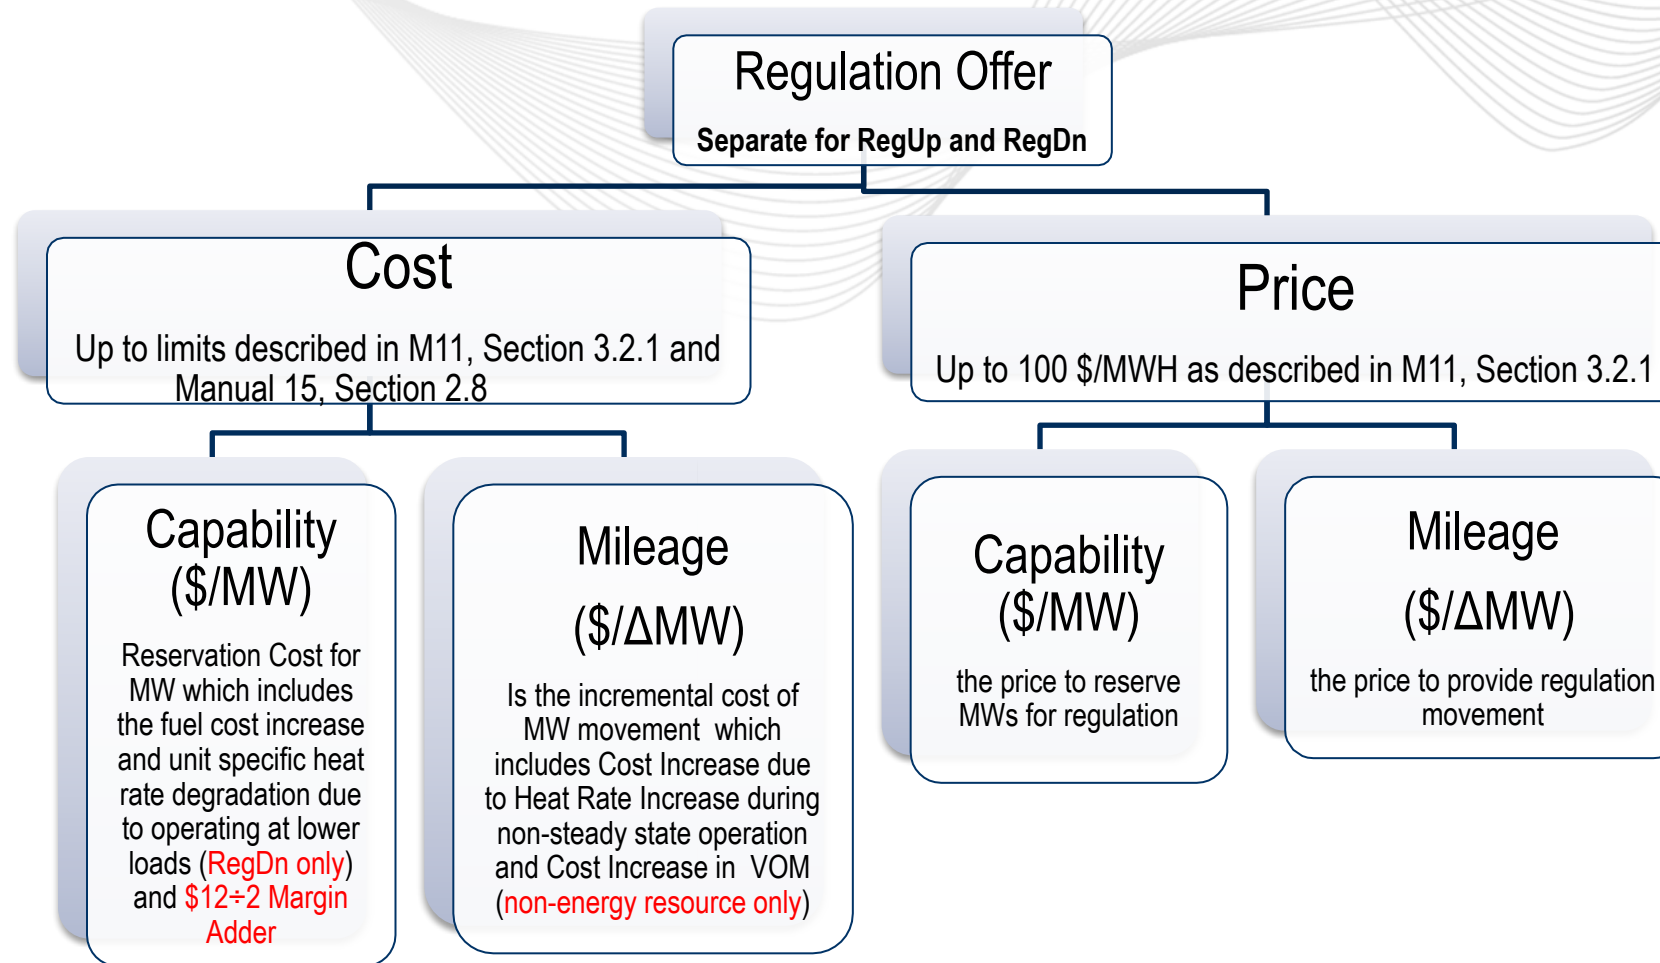 Regulation Offer
Separate for RegUp and RegDn
Cost
Up to limits described in M11, Section 3.2.1 and
Manual 15, Section 2.8
Price
Up to 100 $/MWH as described in M11, Section 3.2.1
Capability
($/MW)
Reservation Cost for
MW which includes
the fuel cost increase
and unit specific heat
rate degradation due
to operating at lower
loads (RegDn only)
and $12÷2 Margin
Adder
Mileage
($/ΔMW)
Is the incremental cost of
MW movement which
includes Cost Increase due
to Heat Rate Increase during
non-steady state operation
and Cost Increase in VOM
(non-energy resource only)
Capability
($/MW)
the price to reserve
MWs for regulation
Mileage
($/ΔMW)
the price to provide regulation
movement